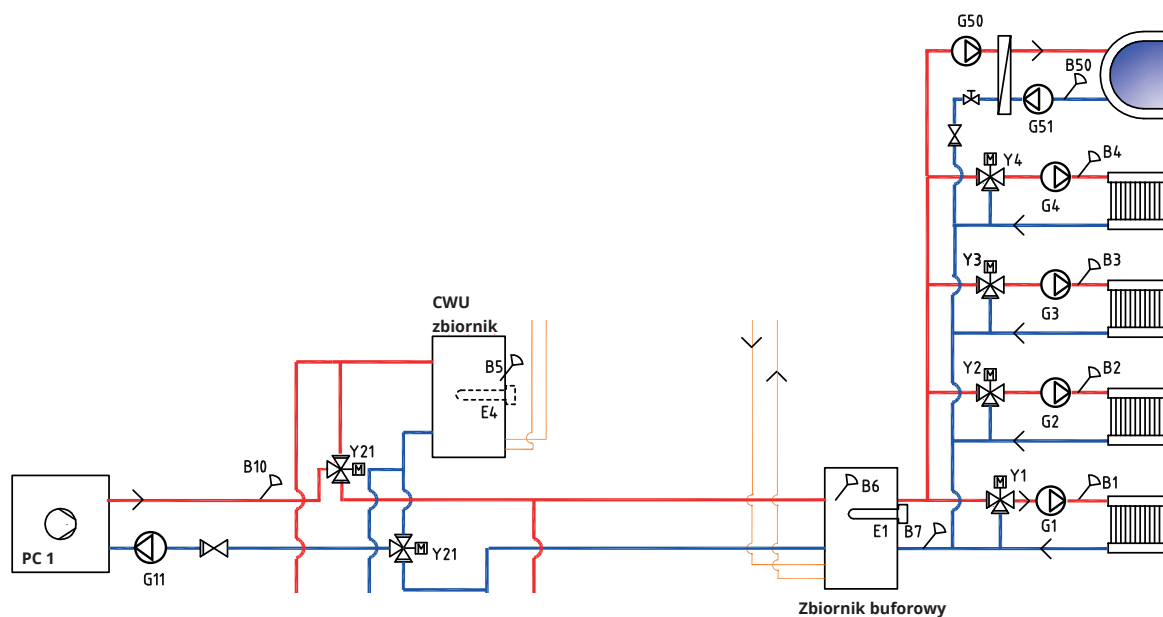 G50
B50
G51
M
Y4
B4
G4
Y3
M
B3
G3
CWU
zbiornik
B5
E4
Y2
M
B2
G2
Y21
M
B10
B6
E1
B7
M
Y1
B1
G1
PC 1
G11
M
Y21
Zbiornik buforowy